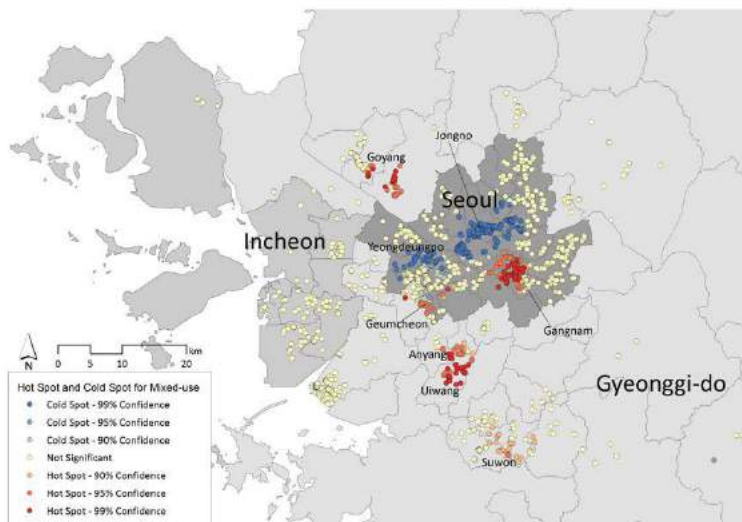 Jongno
Goyang
Seoul
Incheon
Yeongdeungpo
Geumcheon
Gangnam
Anyang
Uiwang
Gyeonggi-do
Suwon
N
0 5 10 20
km
Hot Spot and Cold Spot for Mixed-use
Cold Spot - 99% Confidence
Cold Spot - 95% Confidence
Cold Spot - 90% Confidence
Not Significant
Hot Spot - 90% Confidence
Hot Spot - 95% Confidence
Hot Spot - 99% Confidence